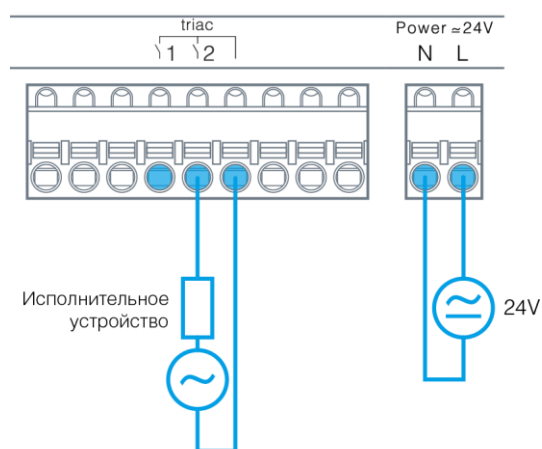 triac
1 2
Power ≃24V
N L
Исполнительное
устройство
24V